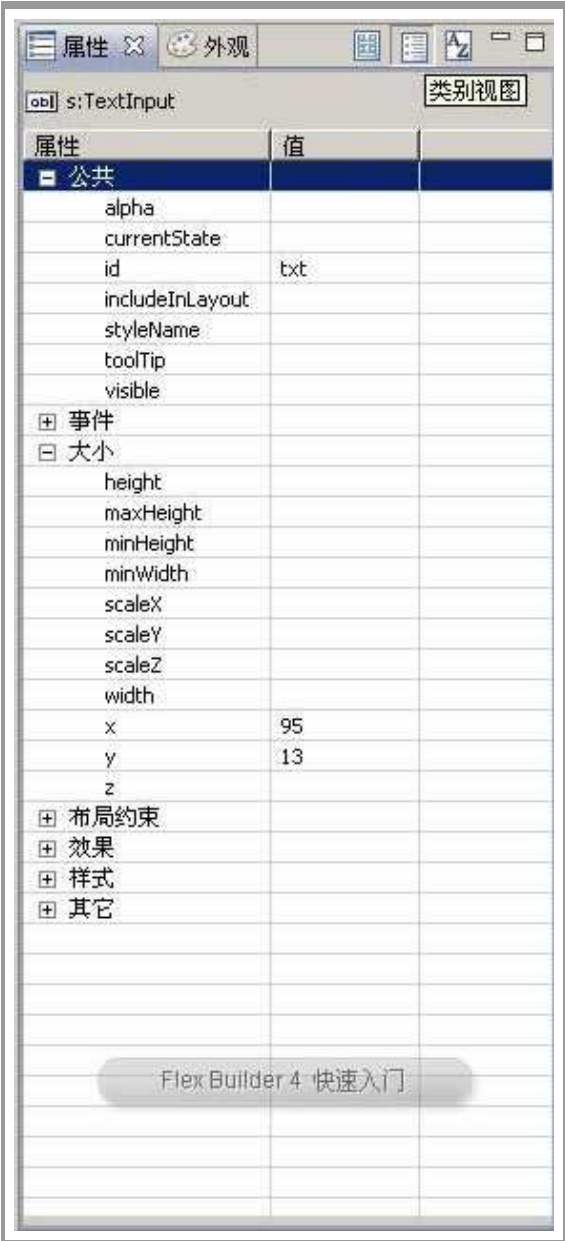 属性 外观
类别视图
obl s:TextInput
属性 值
公共
alpha
currentState
id txt
includeInLayout
styleName
toolTip
visible
事件
大小
height
maxHeight
minHeight
minWidth
scaleX
scaleY
scaleZ
width
x 95
y 13
z
布局约束
效果
样式
其它
Flex Builder 4 快速入门